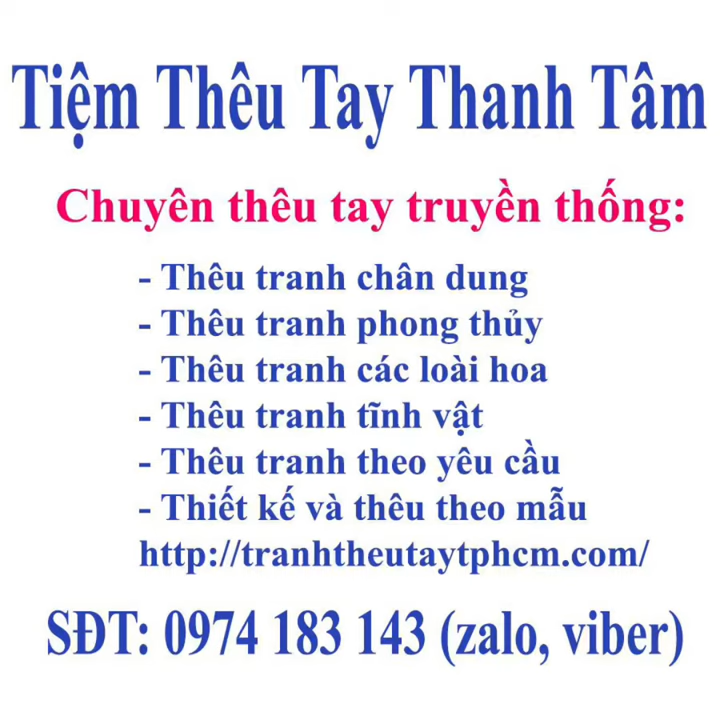 Tiệm Thêu Tay Thanh Tâm
Chuyên thêu tay truyền thống:
- Thêu tranh chân dung
- Thêu tranh phong thủy
- Thêu tranh các loài hoa
- Thêu tranh tĩnh vật
- Thêu tranh theo yêu cầu
- Thiết kế và thêu theo mẫu
http://tranhtheutaytphcm.com/
SĐT: 0974 183 143 (zalo, viber)